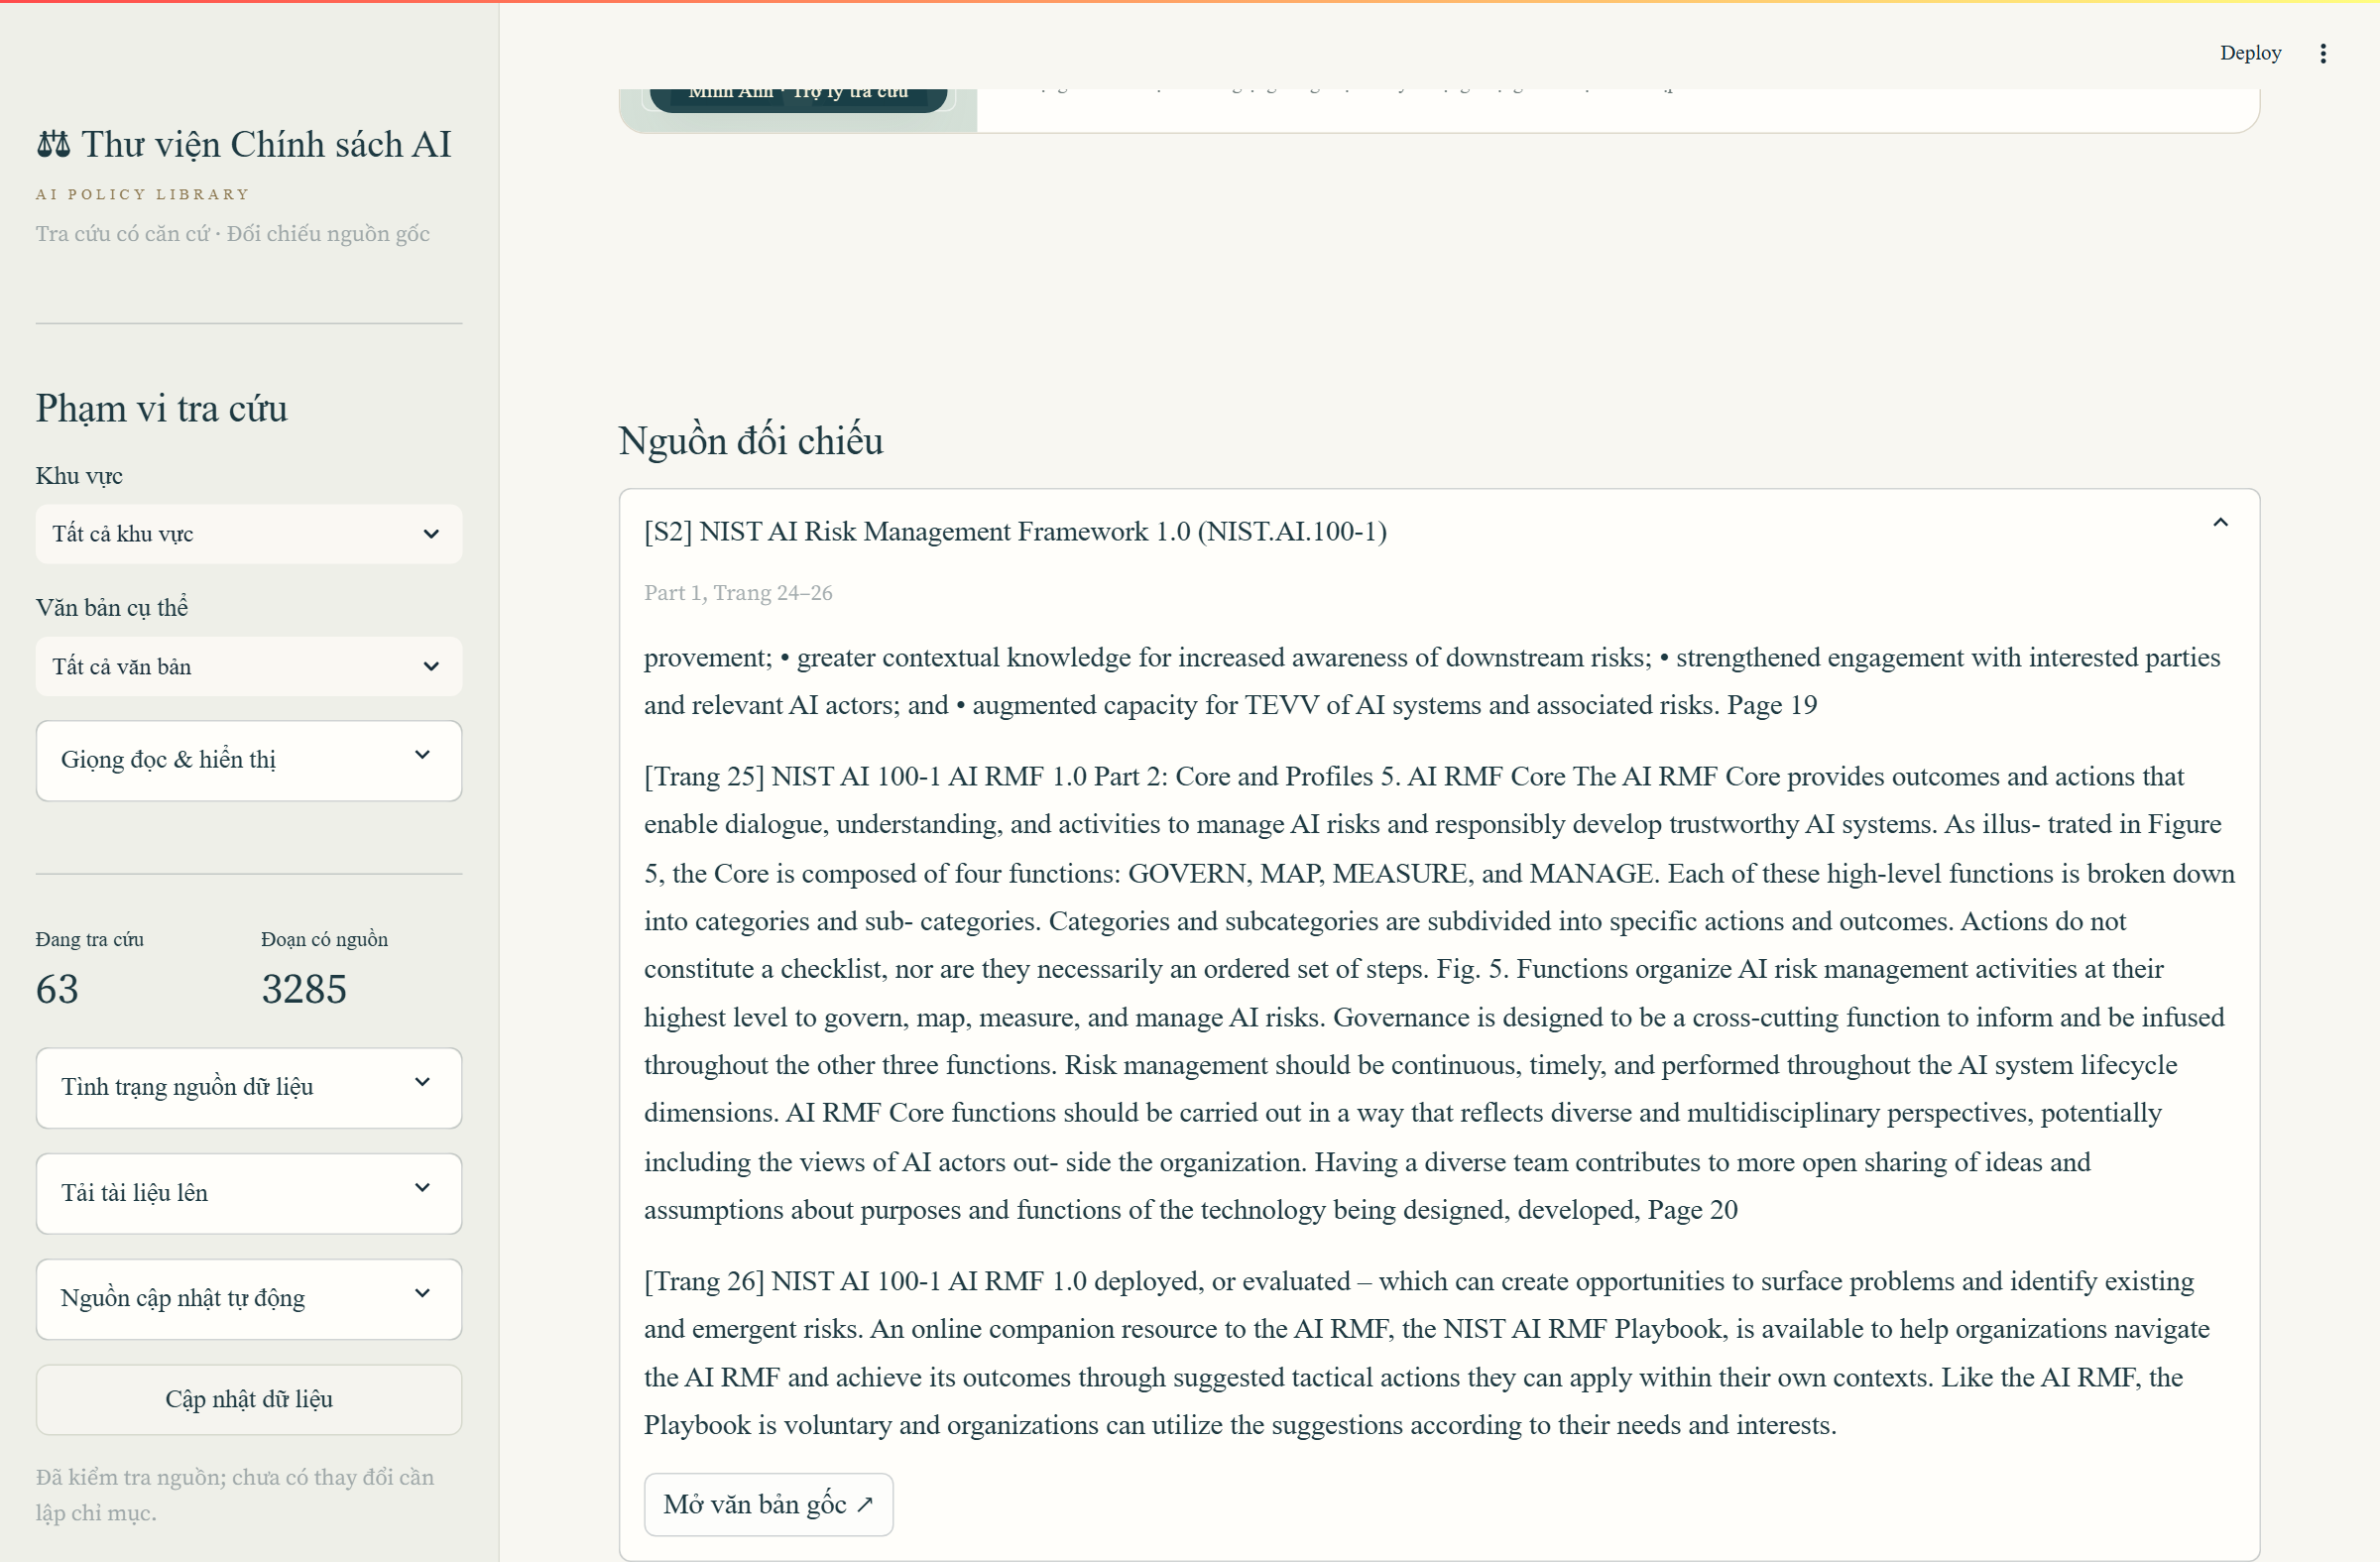 Deploy
⚖⚖ Thư viện Chính sách AI
AI POLICY LIBRARY
Tra cứu có căn cứ · Đối chiếu nguồn gốc
Phạm vi tra cứu
Khu vực
Tất cả khu vực
Văn bản cụ thể
Tất cả văn bản
Giọng đọc & hiển thị
Đang tra cứu
63
Đoạn có nguồn
3285
Tình trạng nguồn dữ liệu
Tải tài liệu lên
Nguồn cập nhật tự động
Cập nhật dữ liệu
Đã kiểm tra nguồn; chưa có thay đổi cần
lập chỉ mục.
Minh Anh · Trợ lý tra cứu
Nguồn đối chiếu
[S2] NIST AI Risk Management Framework 1.0 (NIST.AI.100-1)
Part 1, Trang 24–26
provement; • greater contextual knowledge for increased awareness of downstream risks; • strengthened engagement with interested parties
and relevant AI actors; and • augmented capacity for TEVV of AI systems and associated risks. Page 19
[Trang 25] NIST AI 100-1 AI RMF 1.0 Part 2: Core and Profiles 5. AI RMF Core The AI RMF Core provides outcomes and actions that
enable dialogue, understanding, and activities to manage AI risks and responsibly develop trustworthy AI systems. As illus- trated in Figure
5, the Core is composed of four functions: GOVERN, MAP, MEASURE, and MANAGE. Each of these high-level functions is broken down
into categories and sub- categories. Categories and subcategories are subdivided into specific actions and outcomes. Actions do not
constitute a checklist, nor are they necessarily an ordered set of steps. Fig. 5. Functions organize AI risk management activities at their
highest level to govern, map, measure, and manage AI risks. Governance is designed to be a cross-cutting function to inform and be infused
throughout the other three functions. Risk management should be continuous, timely, and performed throughout the AI system lifecycle
dimensions. AI RMF Core functions should be carried out in a way that reflects diverse and multidisciplinary perspectives, potentially
including the views of AI actors out- side the organization. Having a diverse team contributes to more open sharing of ideas and
assumptions about purposes and functions of the technology being designed, developed, Page 20
[Trang 26] NIST AI 100-1 AI RMF 1.0 deployed, or evaluated – which can create opportunities to surface problems and identify existing
and emergent risks. An online companion resource to the AI RMF, the NIST AI RMF Playbook, is available to help organizations navigate
the AI RMF and achieve its outcomes through suggested tactical actions they can apply within their own contexts. Like the AI RMF, the
Playbook is voluntary and organizations can utilize the suggestions according to their needs and interests.
Mở văn bản gốc ↗